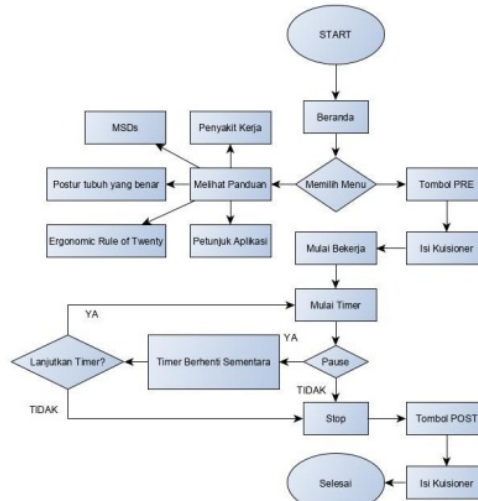 START
Beranda
MSDs
Penyakit Kerja
Postur tubuh yang benar
Melihat Panduan
Memilih Menu
Tombol PRE
Ergonomic Rule of Twenty
Petunjuk Aplikasi
Mulai Bekerja
Isi Kuisioner
Mulai Timer
YA
YA
Lanjutkan Timer?
Timer Berhenti Sementara
Pause
TIDAK
TIDAK
Stop
Tombol POST
Selesai
Isi Kuisioner